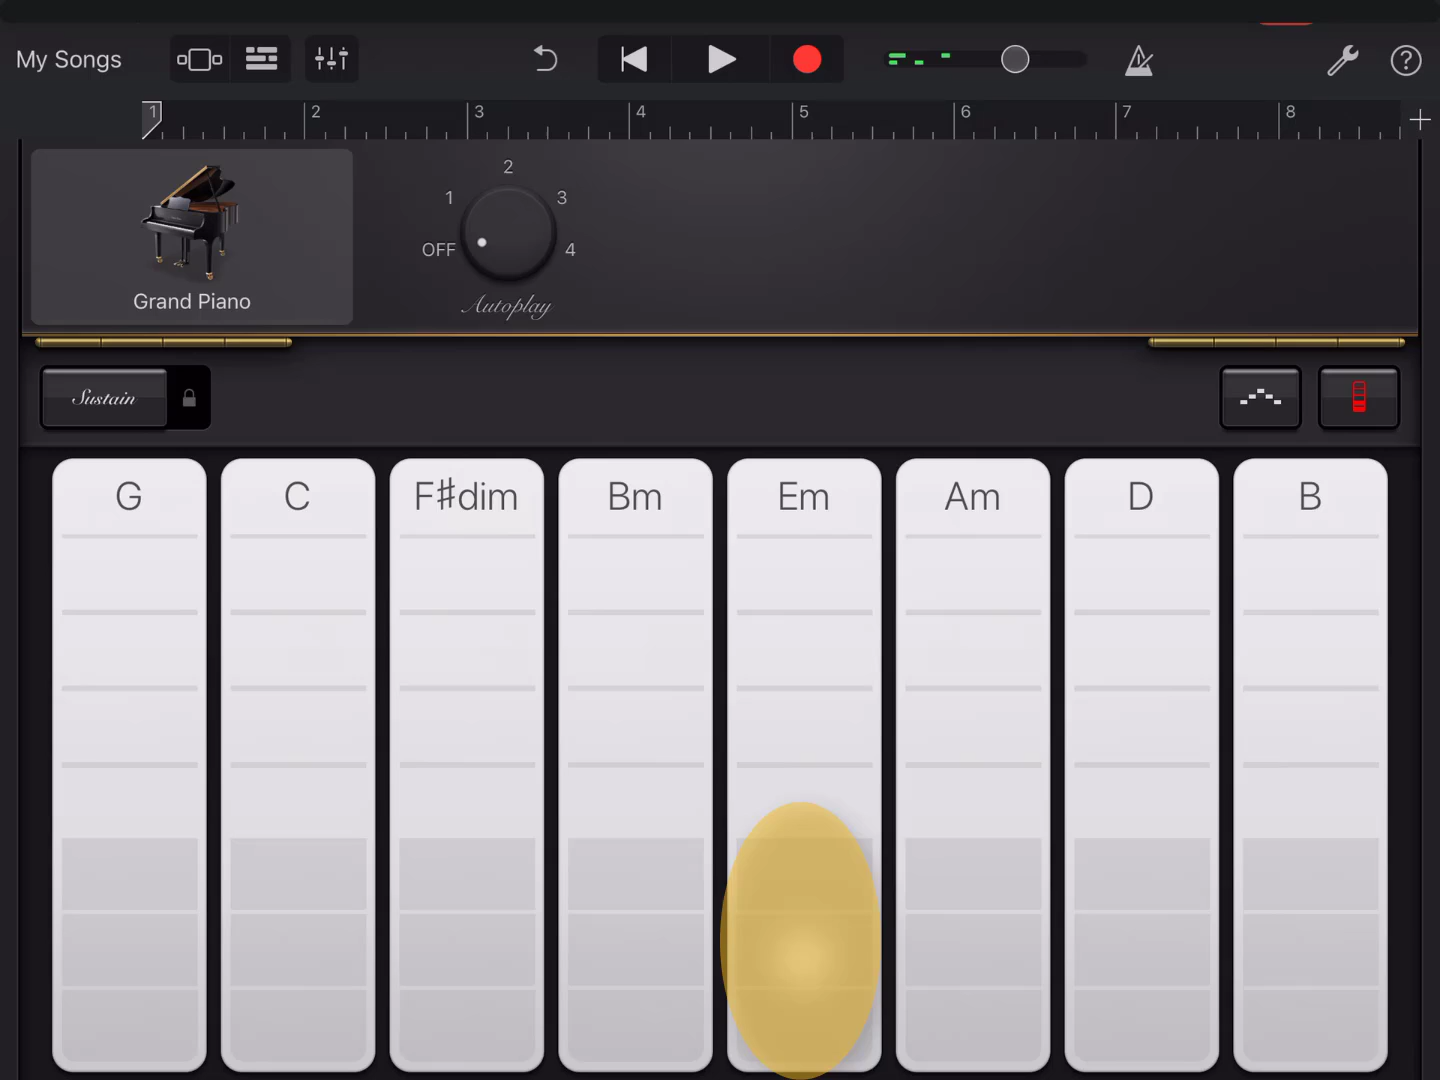 My Songs
1 2 3 4 5 6 7 8
2
1 3
OFF 4
Grand Piano
Autoplay
Sustain
G C F♯dim Bm Em Am D B